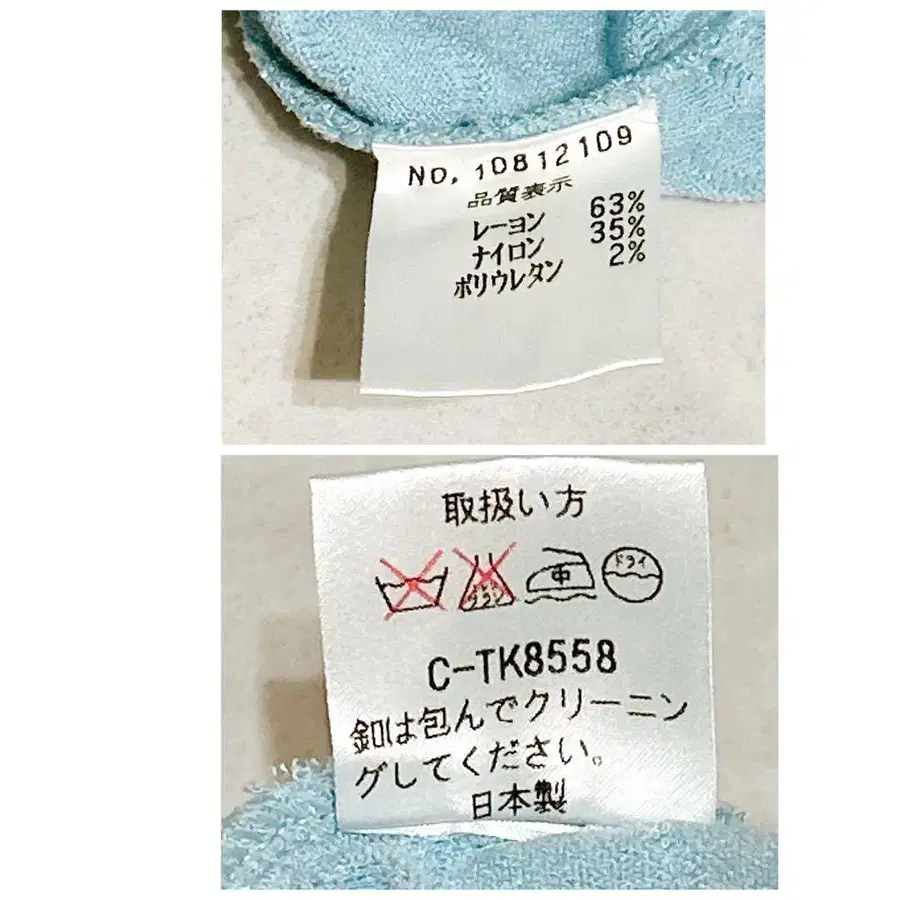 No. 10812109
品質表示
レーヨン 63%
ナイロン 35%
ポリウレタン 2%
取扱い方
中 ドライ
C-TK8558
釦は包んでクリーニン
グしてください。
日本製